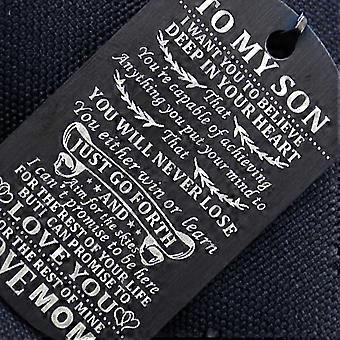 TO MY SON
I WANT YOU TO BELIEVE
DEEP IN YOUR HEART
That
You're capable of achieving
Anything you put your mind to
That
YOU WILL NEVER LOSE
You either win or learn
JUST GO FORTH
AND
Aim for the Skies
I can't promise to be here
FOR THE REST OF YOUR LIFE
BUT I CAN PROMISE TO
LOVE YOU
FOR THE REST OF MINE
LOVE MOM